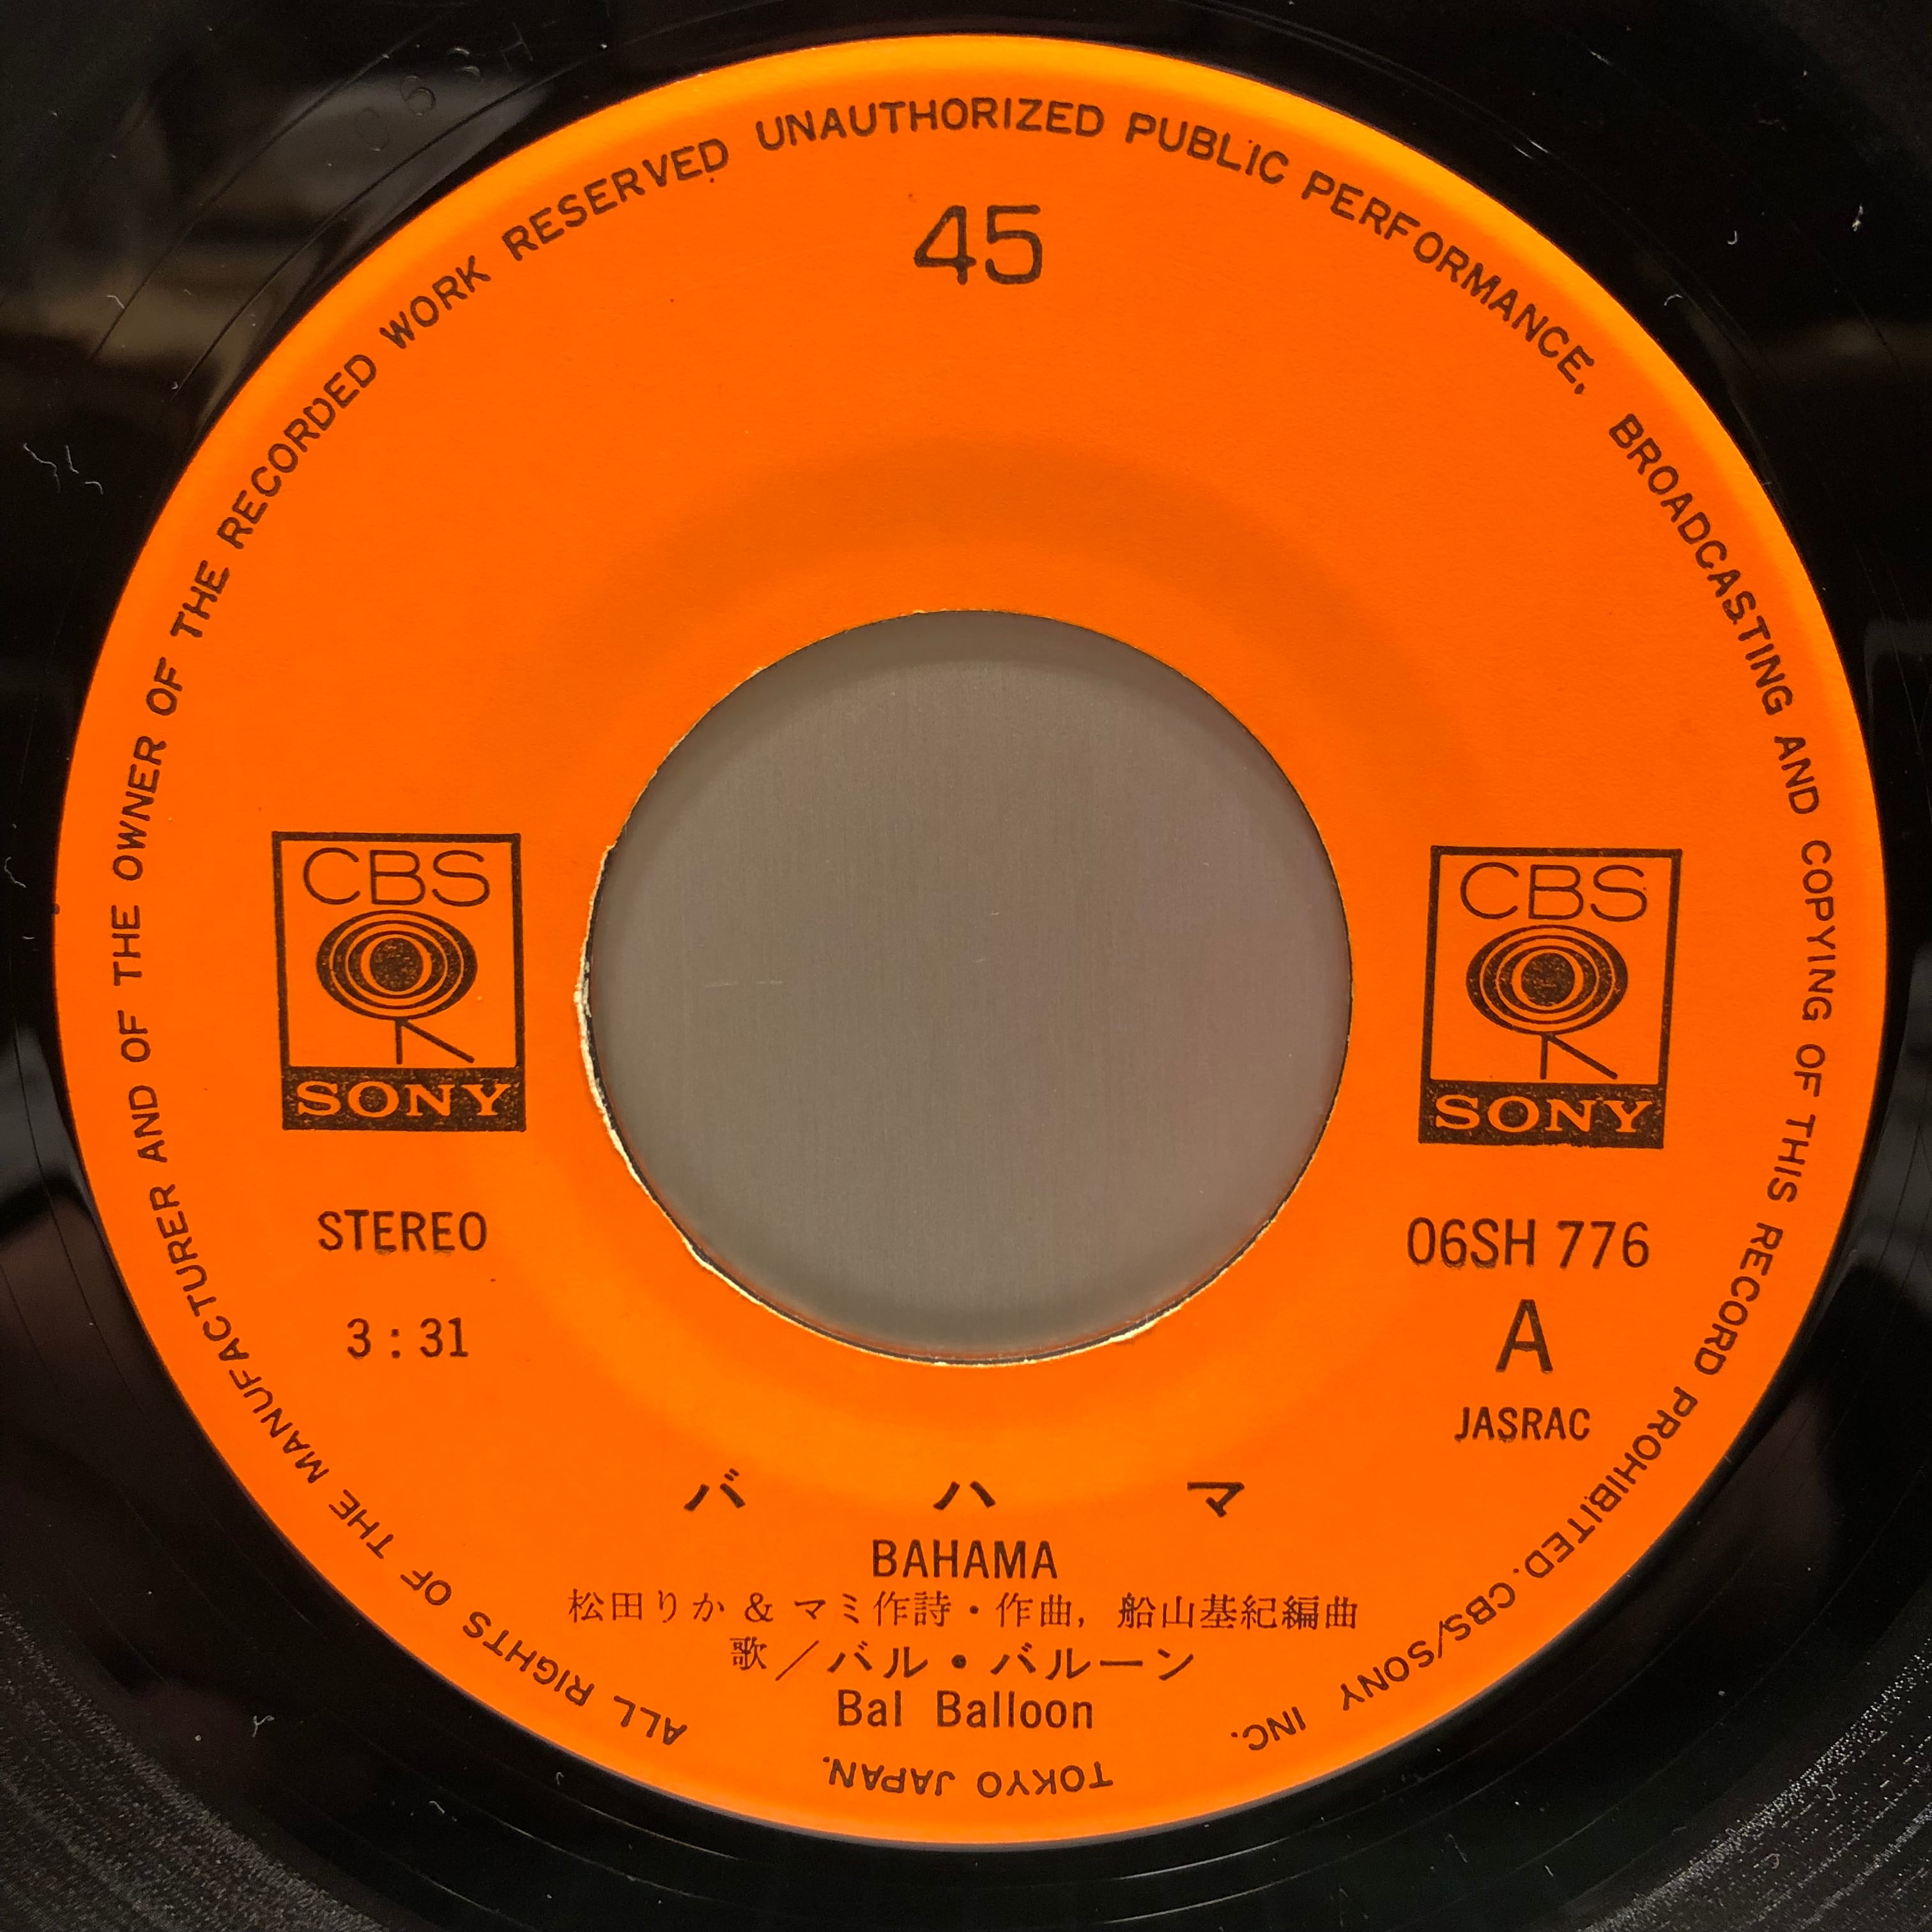 ALL RIGHTS OF THE MANUFACTURER AND OF THE OWNER OF THE RECORDED WORK RESERVED UNAUTHORIZED PUBLIC PERFORMANCE, BROADCASTING AND COPYING OF THIS RECORD PROHIBITED. CBS/SONY INC.
TOKYO JAPAN.
45
CBS
SONY
CBS
SONY
STEREO
3:31
06SH 776
A
JASRAC
バハマ
BAHAMA
松田りか & マミ作詩・作曲, 船山基紀編曲
歌／バル・バルーン
Bal Balloon